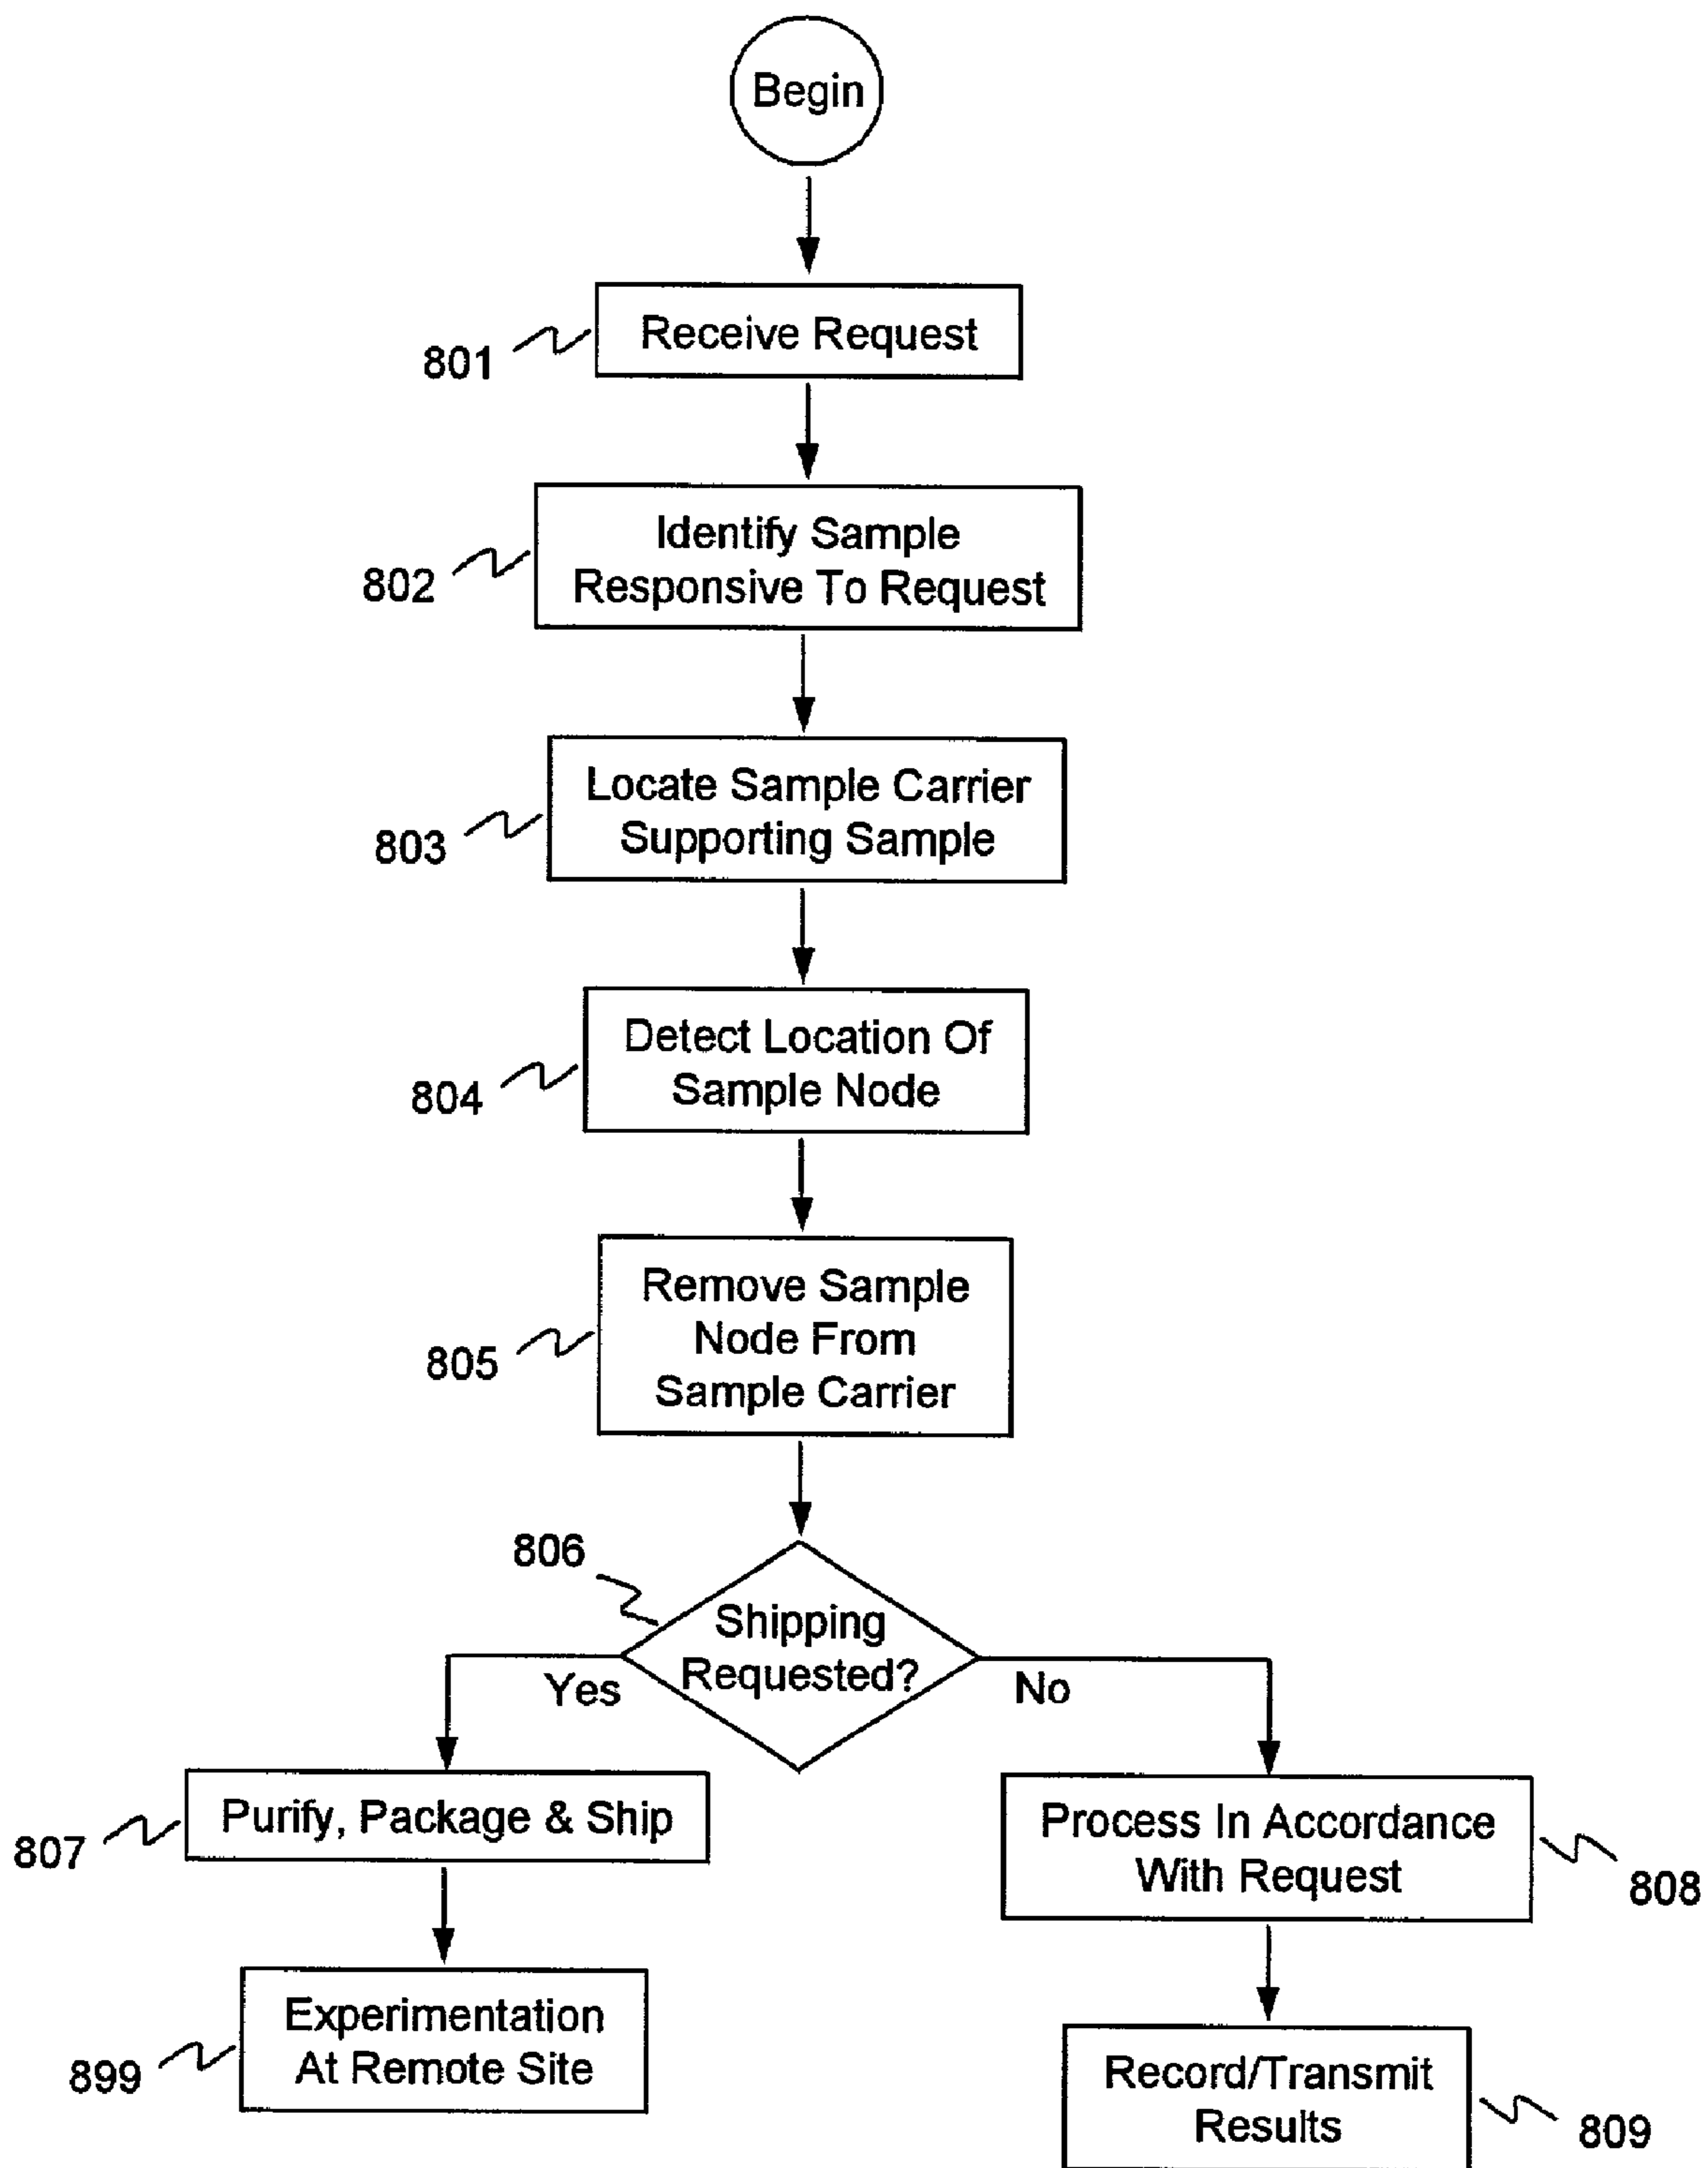 Begin
Receive Request
801
Identify Sample
Responsive To Request
802
Locate Sample Carrier
Supporting Sample
803
Detect Location Of
Sample Node
804
Remove Sample
Node From
Sample Carrier
805
806
Shipping
Requested?
Yes
No
Purify, Package & Ship
807
Process In Accordance
With Request
808
Experimentation
At Remote Site
899
Record/Transmit
Results
809